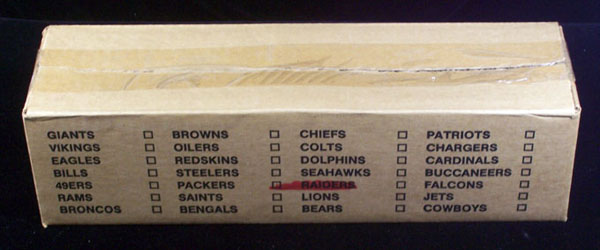 GIANTS ☐ BROWNS ☐ CHIEFS ☐ PATRIOTS ☐
VIKINGS ☐ OILERS ☐ COLTS ☐ CHARGERS ☐
EAGLES ☐ REDSKINS ☐ DOLPHINS ☐ CARDINALS ☐
BILLS ☐ STEELERS ☐ SEAHAWKS ☐ BUCCANEERS ☐
49ERS ☐ PACKERS ☐ RAIDERS ☐ FALCONS ☐
RAMS ☐ SAINTS ☐ LIONS ☐ JETS ☐
BRONCOS ☐ BENGALS ☐ BEARS ☐ COWBOYS ☐